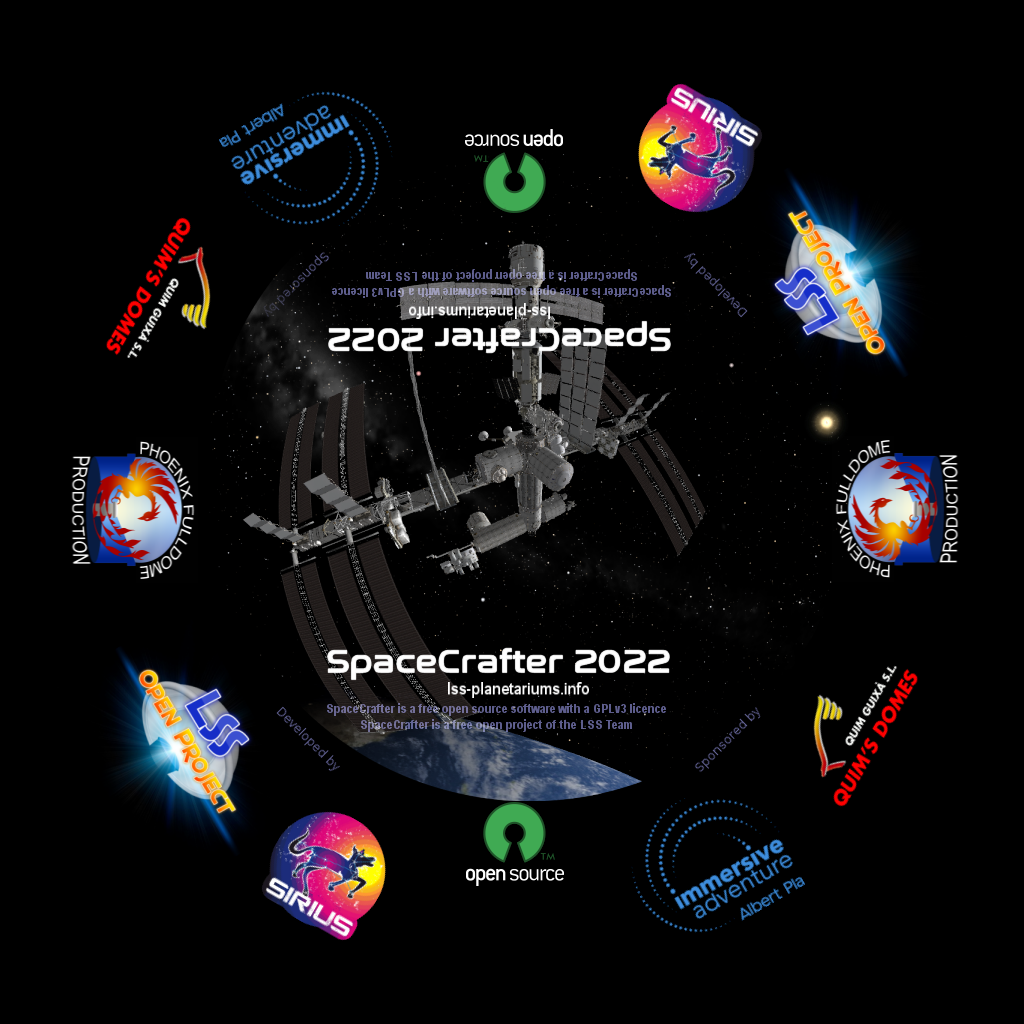 immersive
adventure
Albert Pla
open source
TM
SIRIUS
QUIM'S DOMES
QUIM GUIXÀ S.L.
Sponsored by
Developed by
LSS
OPEN PROJECT
SpaceCrafter is a free open project of the LSS Team
SpaceCrafter is a free open source software with a GPLv3 licence
lss-planetariums.info
SpaceCrafter 2022
PHOENIX FULLDOME
PRODUCTION
PHOENIX FULLDOME
PRODUCTION
SpaceCrafter 2022
lss-planetariums.info
SpaceCrafter is a free open source software with a GPLv3 licence
SpaceCrafter is a free open project of the LSS Team
LSS
OPEN PROJECT
Developed by
Sponsored by
QUIM GUIXÀ S.L.
QUIM'S DOMES
SIRIUS
TM
open source
immersive
adventure
Albert Pla